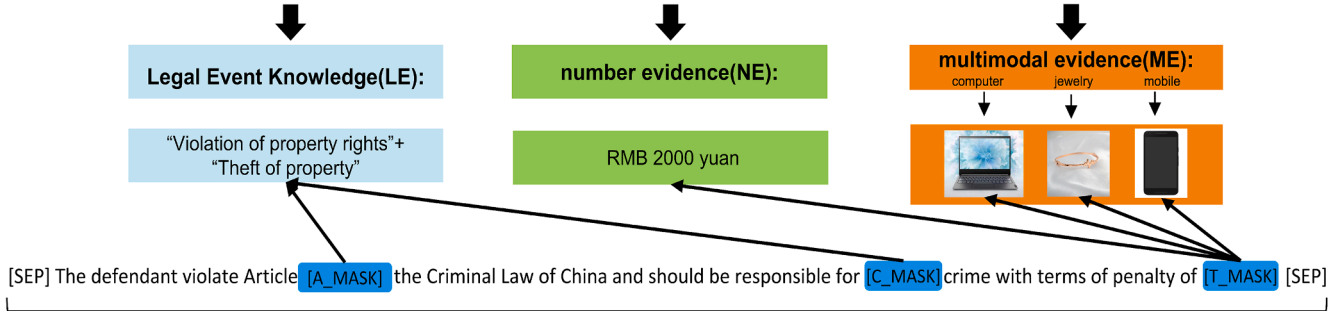 Legal Event Knowledge(LE):
number evidence(NE):
multimodal evidence(ME):
computer jewelry mobile
“Violation of property rights”+
“Theft of property”
RMB 2000 yuan
[SEP] The defendant violate Article [A_MASK] the Criminal Law of China and should be responsible for [C_MASK] crime with terms of penalty of [T_MASK] [SEP]